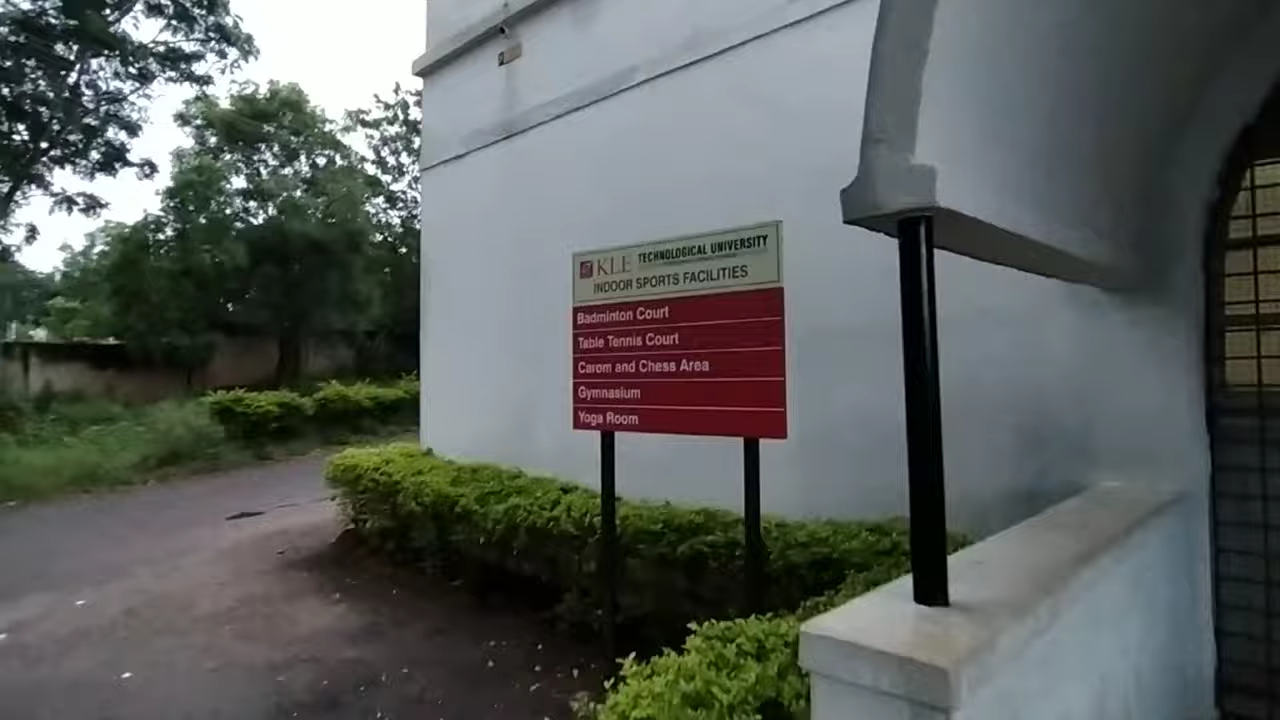 KLE TECHNOLOGICAL UNIVERSITY
INDOOR SPORTS FACILITIES
Badminton Court
Table Tennis Court
Carom and Chess Area
Gymnasium
Yoga Room